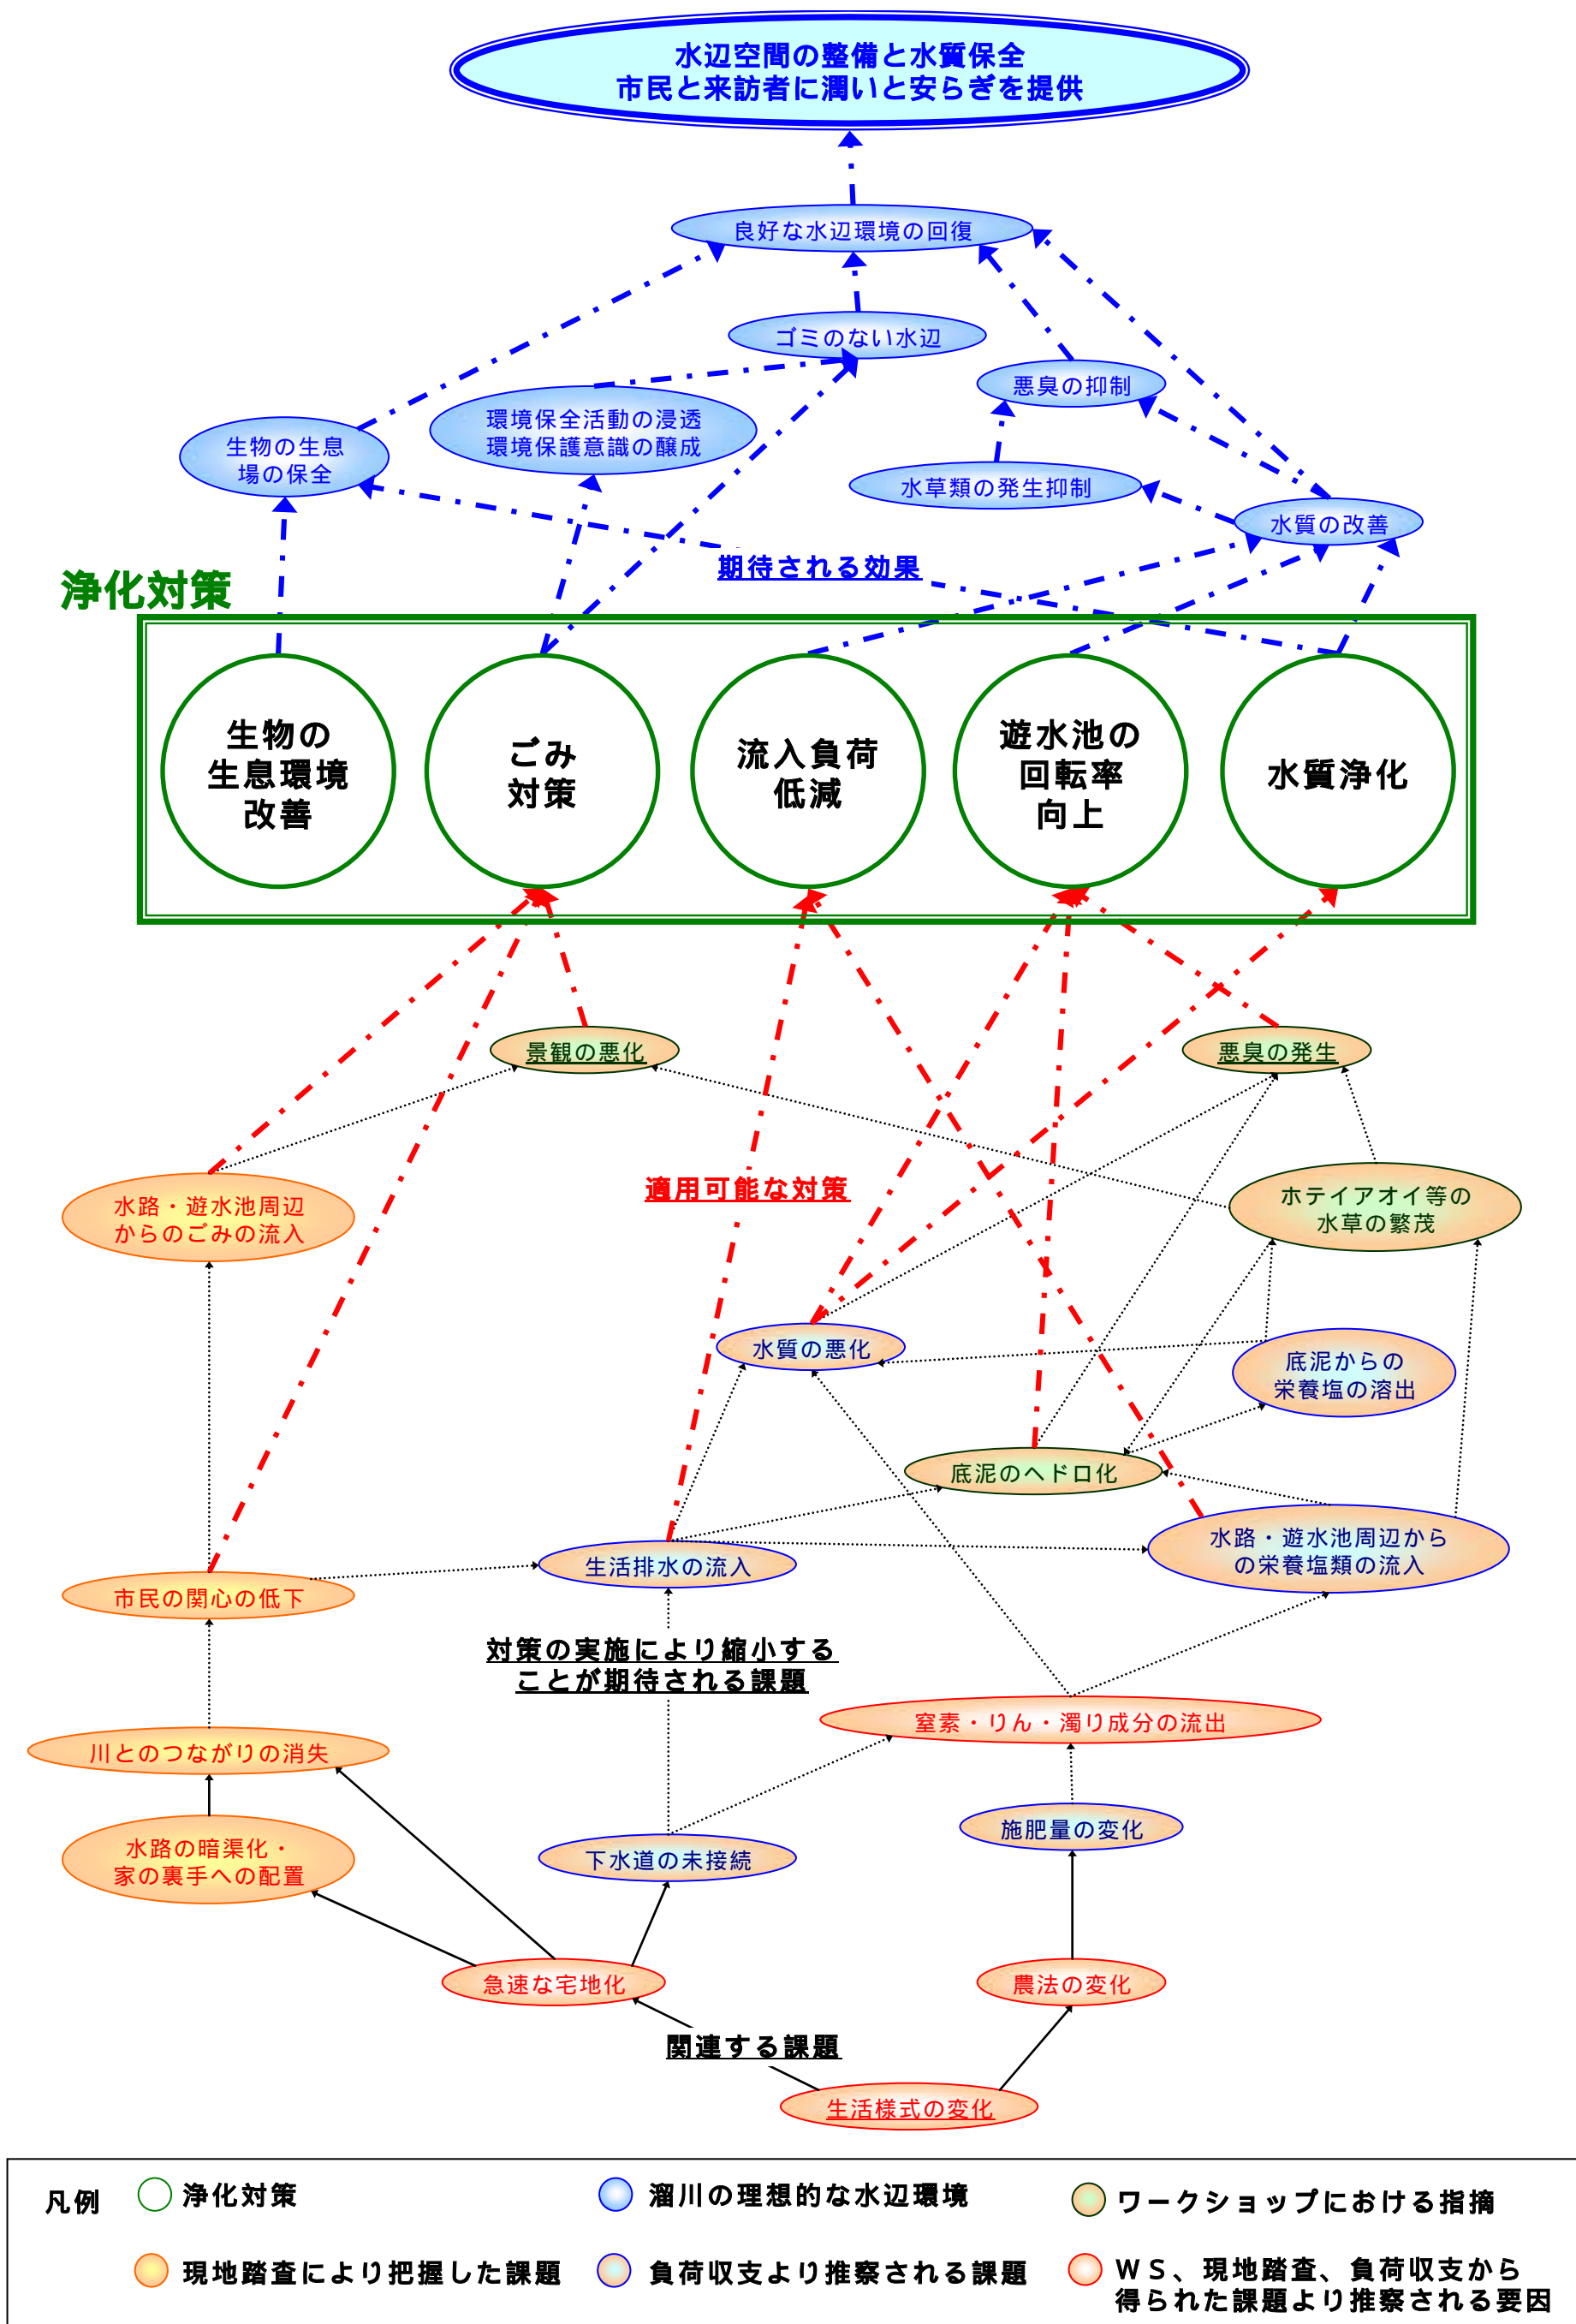 水辺空間の整備と水質保全
市民と来訪者に潤いと安らぎを提供
良好な水辺環境の回復
ゴミのない水辺
悪臭の抑制
環境保全活動の浸透
環境保護意識の醸成
生物の生息
場の保全
水草類の発生抑制
水質の改善
期待される効果
浄化対策
生物の
生息環境
改善
ごみ
対策
流入負荷
低減
遊水池の
回転率
向上
水質浄化
景観の悪化
悪臭の発生
適用可能な対策
水路・遊水池周辺
からのごみの流入
ホテイアオイ等の
水草の繁茂
水質の悪化
底泥からの
栄養塩の溶出
底泥のヘドロ化
水路・遊水池周辺から
の栄養塩類の流入
生活排水の流入
市民の関心の低下
対策の実施により縮小する
ことが期待される課題
窒素・りん・濁り成分の流出
川とのつながりの消失
水路の暗渠化・
家の裏手への配置
下水道の未接続
施肥量の変化
急速な宅地化
農法の変化
関連する課題
生活様式の変化
凡例
浄化対策
溜川の理想的な水辺環境
ワークショップにおける指摘
現地踏査により把握した課題
負荷収支より推察される課題
ＷＳ、現地踏査、負荷収支から
得られた課題より推察される要因